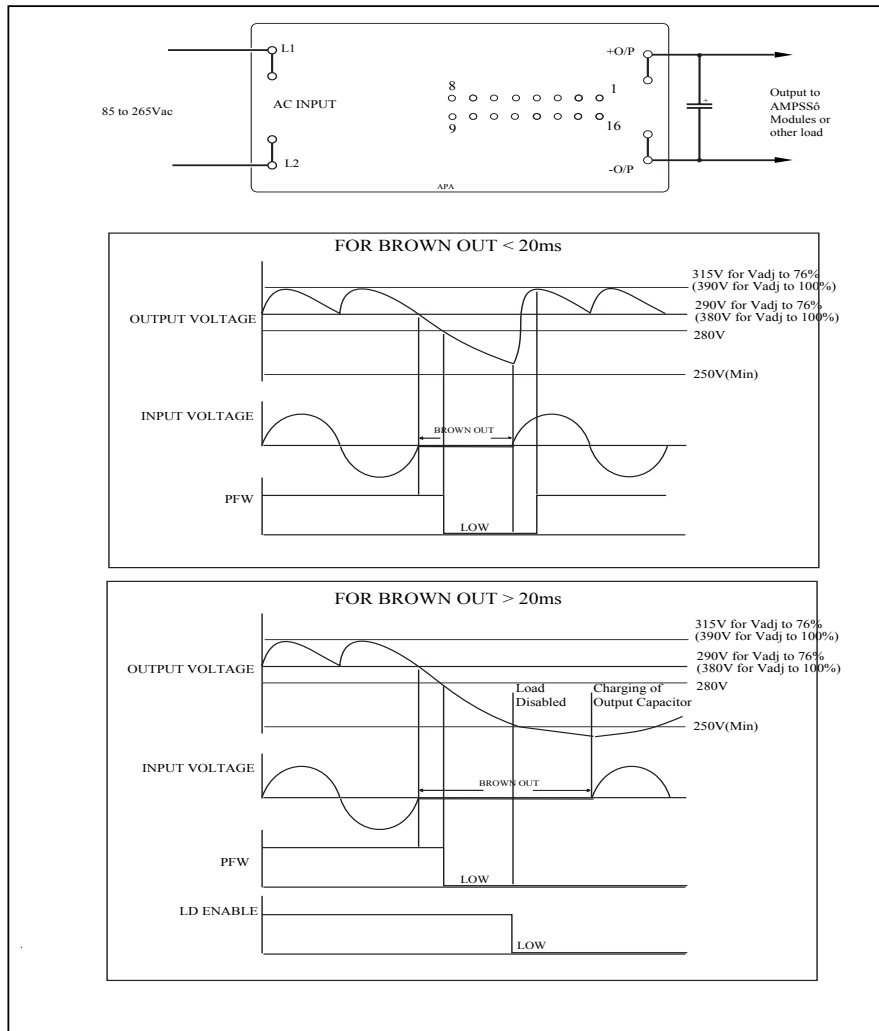 L1
+O/P
8
1
85 to 265Vac
AC INPUT
+
Output to
AMPSSô
Modules or
other load
9
16
L2
-O/P
APA
FOR BROWN OUT < 20ms
315V for Vadj to 76%
(390V for Vadj to 100%)
290V for Vadj to 76%
(380V for Vadj to 100%)
OUTPUT VOLTAGE
280V
250V(Min)
INPUT VOLTAGE
BROWN OUT
PFW
LOW
FOR BROWN OUT > 20ms
315V for Vadj to 76%
(390V for Vadj to 100%)
290V for Vadj to 76%
(380V for Vadj to 100%)
OUTPUT VOLTAGE
280V
Load
Disabled
Charging of
Output Capacitor
250V(Min)
INPUT VOLTAGE
BROWN OUT
PFW
LOW
LD ENABLE
LOW